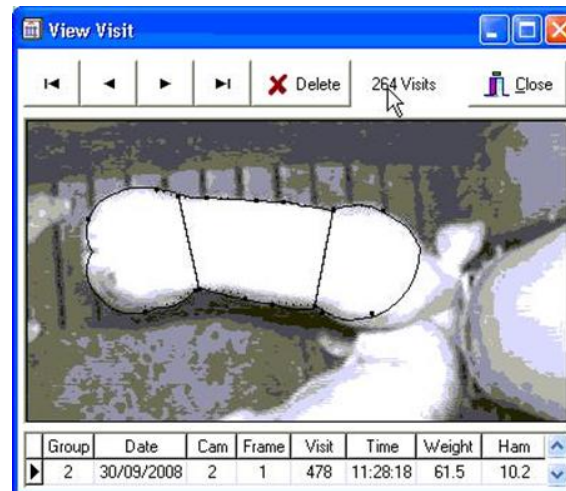 View Visit
Delete 264 Visits Close
Group Date Cam Frame Visit Time Weight Ham
2 30/09/2008 2 1 478 11:28:18 61.5 10.2